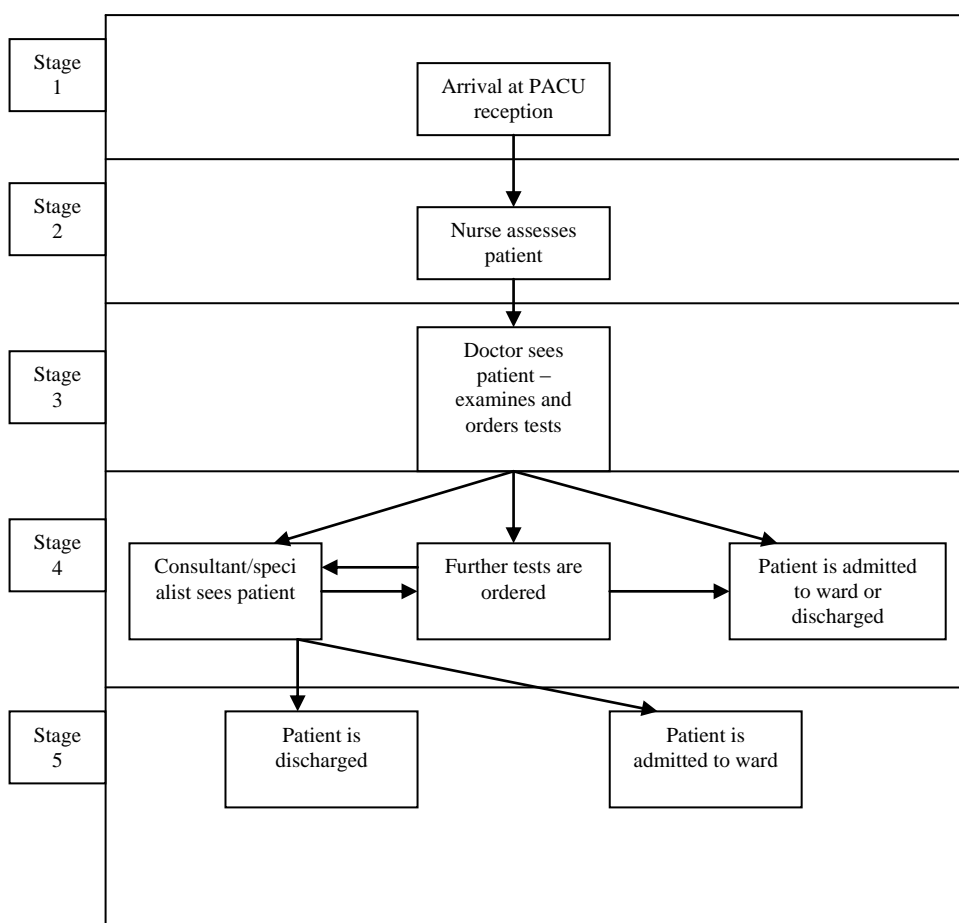 Stage
1
Arrival at PACU
reception
Stage
2
Nurse assesses
patient
Stage
3
Doctor sees
patient –
examines and
orders tests
Stage
4
Consultant/speci
alist sees patient
Further tests are
ordered
Patient is admitted
to ward or
discharged
Stage
5
Patient is
discharged
Patient is
admitted to ward